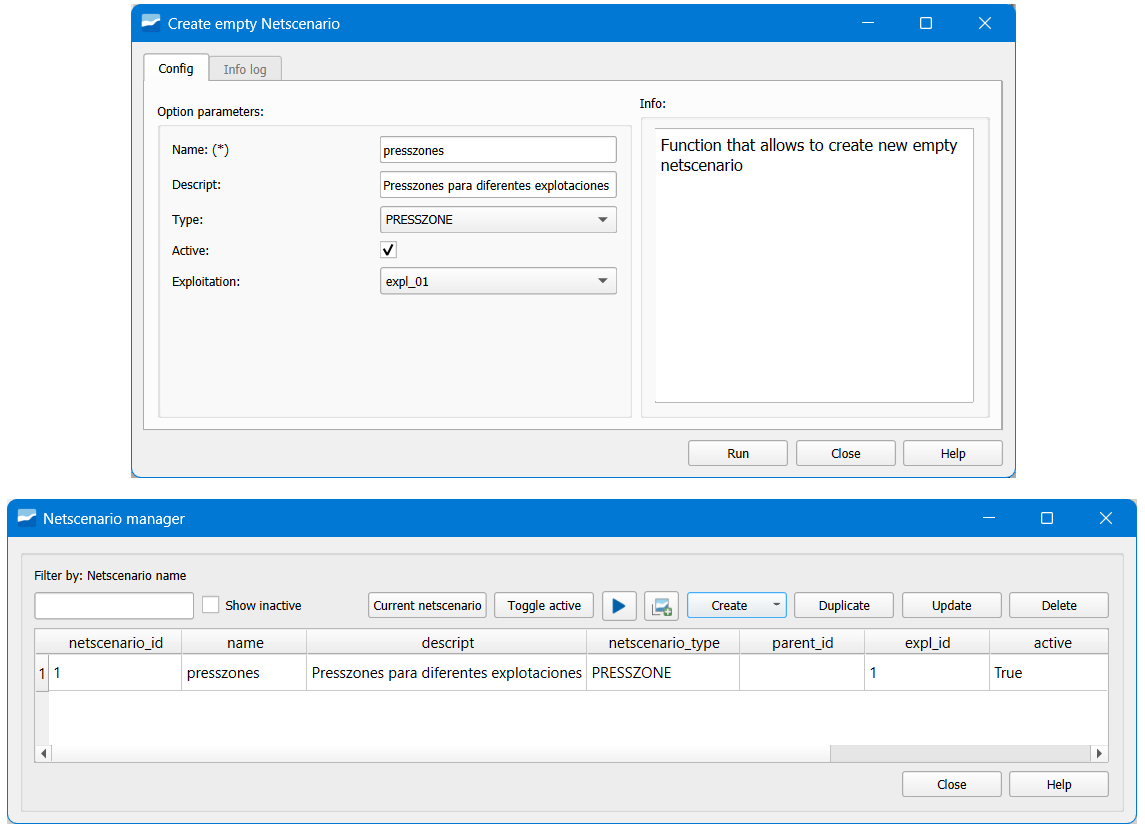 Create empty Netscenario
Config
Info log
Option parameters:
Name: (*)
presszones
Descript:
Presszones para diferentes explotaciones
Type:
PRESSZONE
Active:
Exploitation:
expl_01
Info:
Function that allows to create new empty
netscenario
Run
Close
Help
Netscenario manager
Filter by: Netscenario name
Show inactive
Current netscenario
Toggle active
Create
Duplicate
Update
Delete
netscenario_id name descript netscenario_type parent_id expl_id active
1 1 presszones Presszones para diferentes explotaciones PRESSZONE 1 True
Close
Help